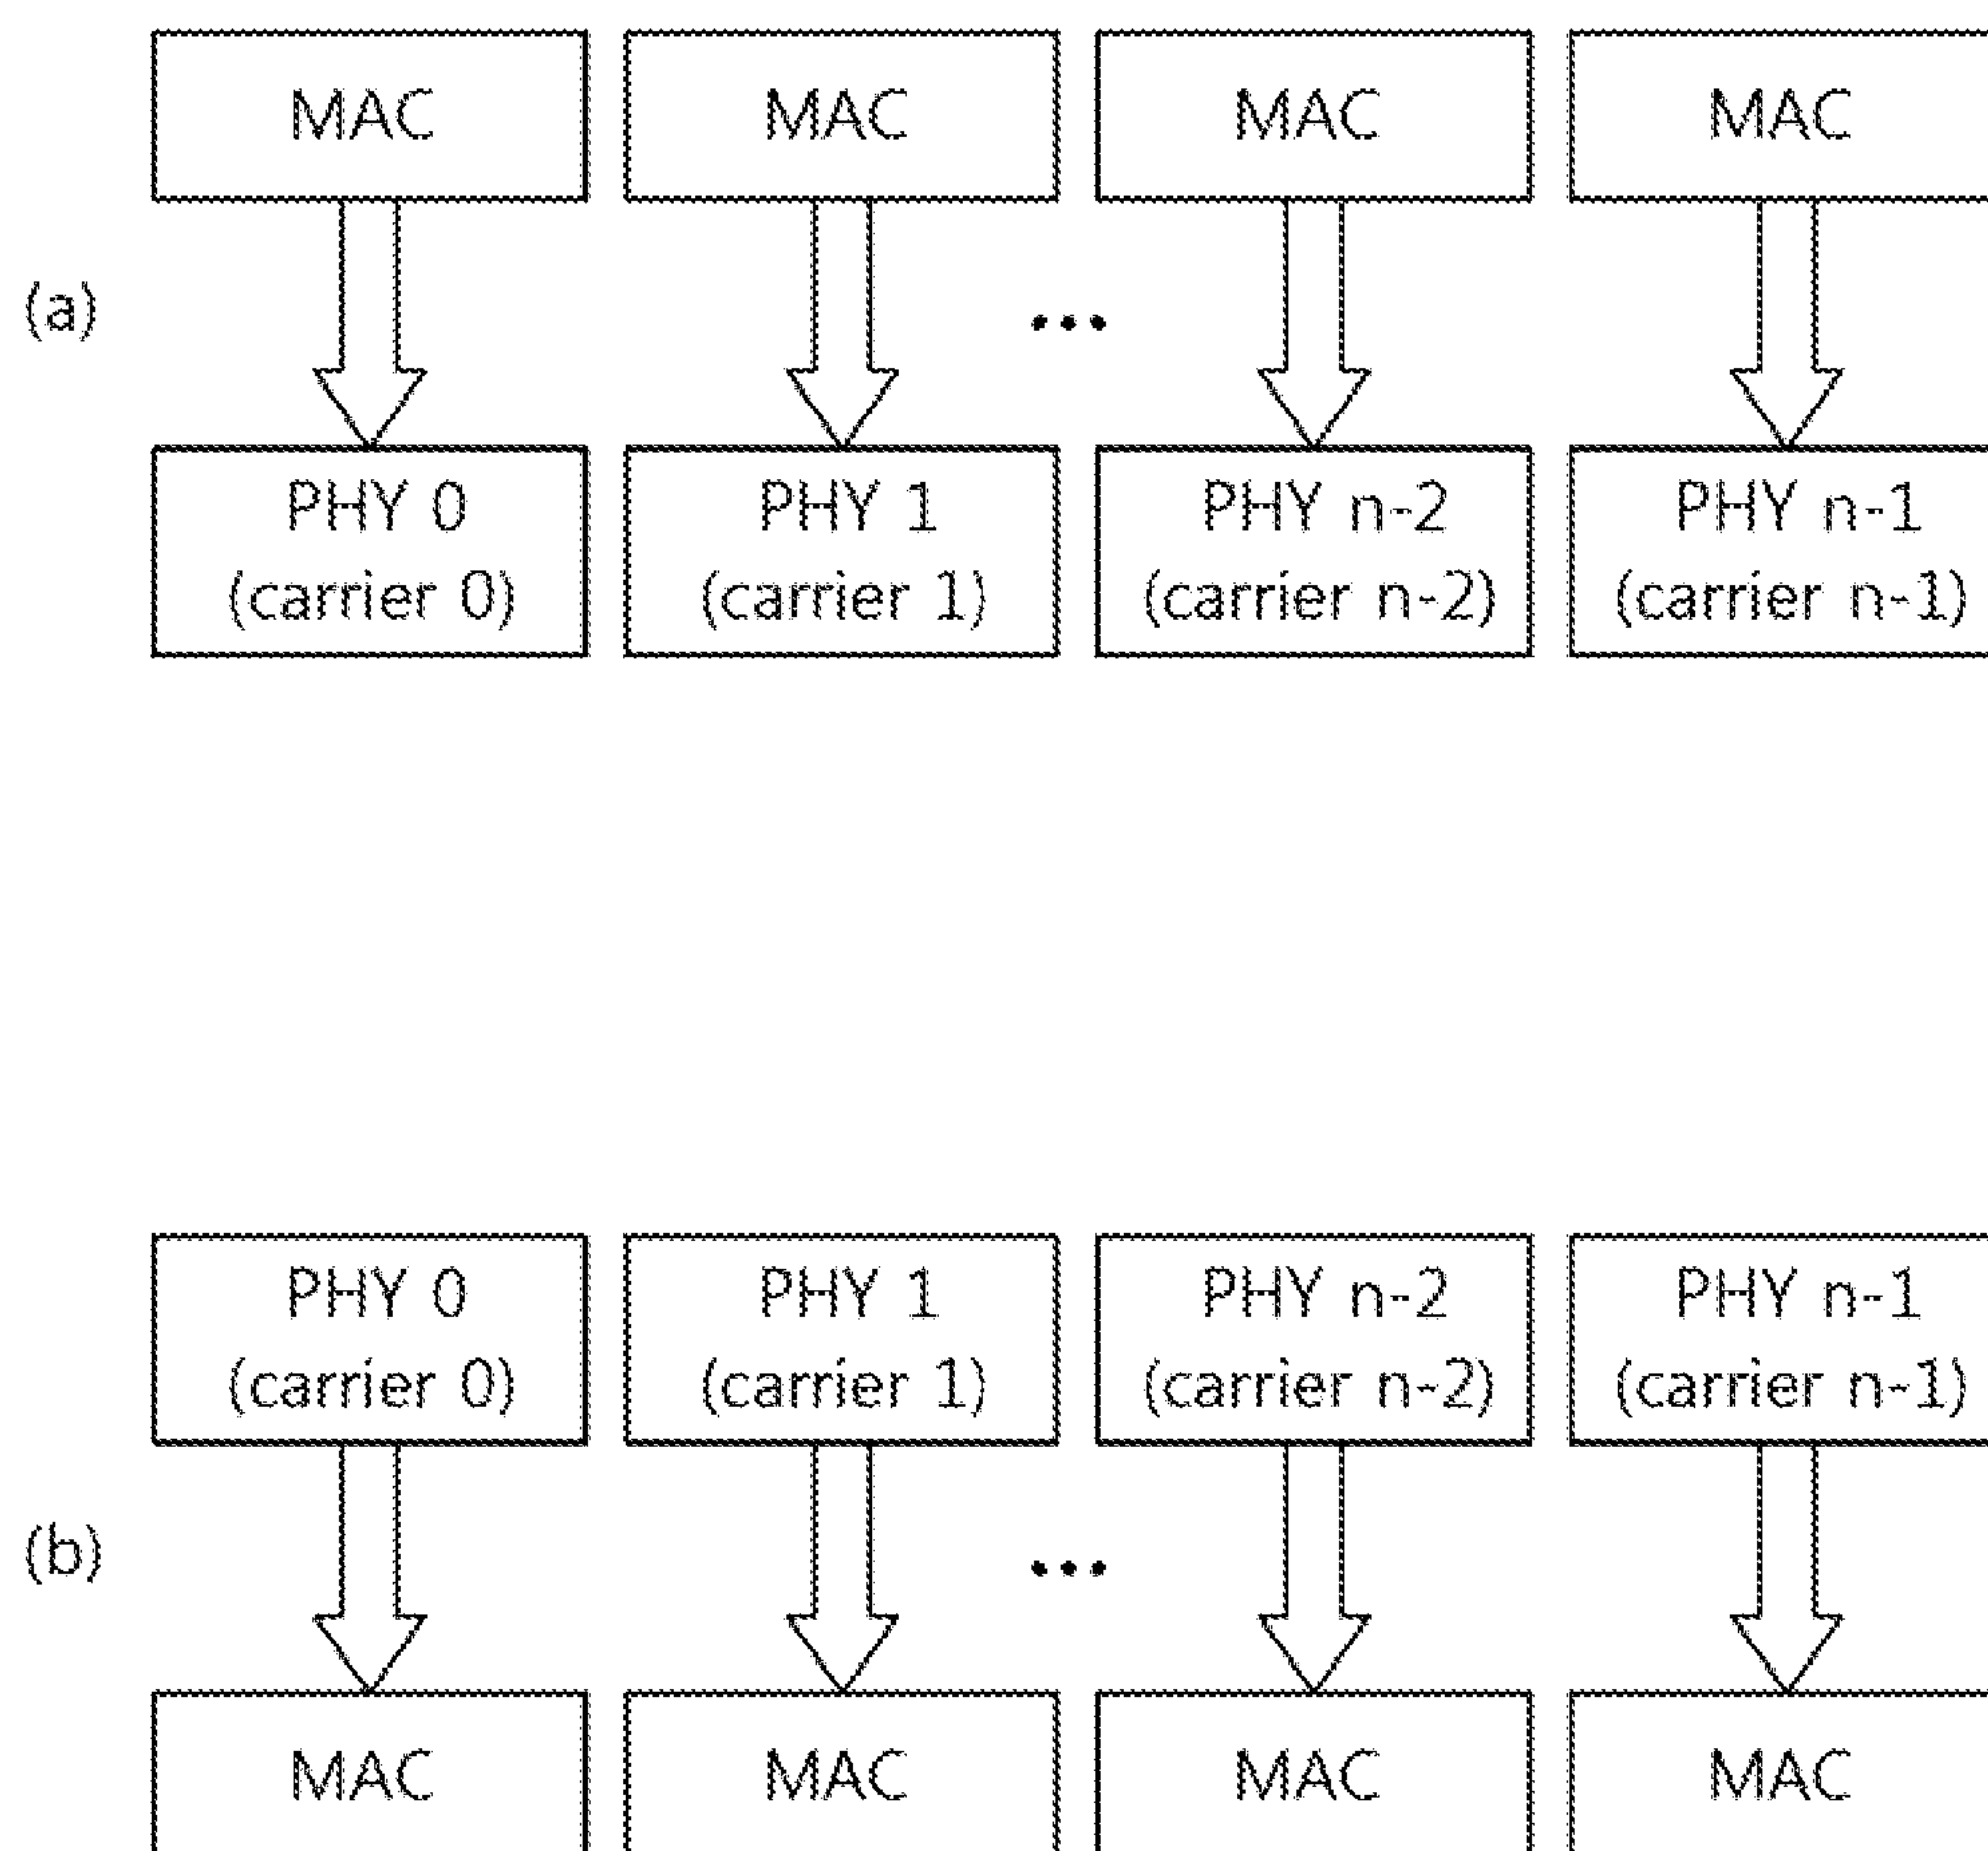 MAC MAC MAC MAC
(a)
...
PHY 0 PHY 1 PHY n-2 PHY n-1
(carrier 0) (carrier 1) (carrier n-2) (carrier n-1)
PHY 0 PHY 1 PHY n-2 PHY n-1
(carrier 0) (carrier 1) (carrier n-2) (carrier n-1)
(b)
...
MAC MAC MAC MAC